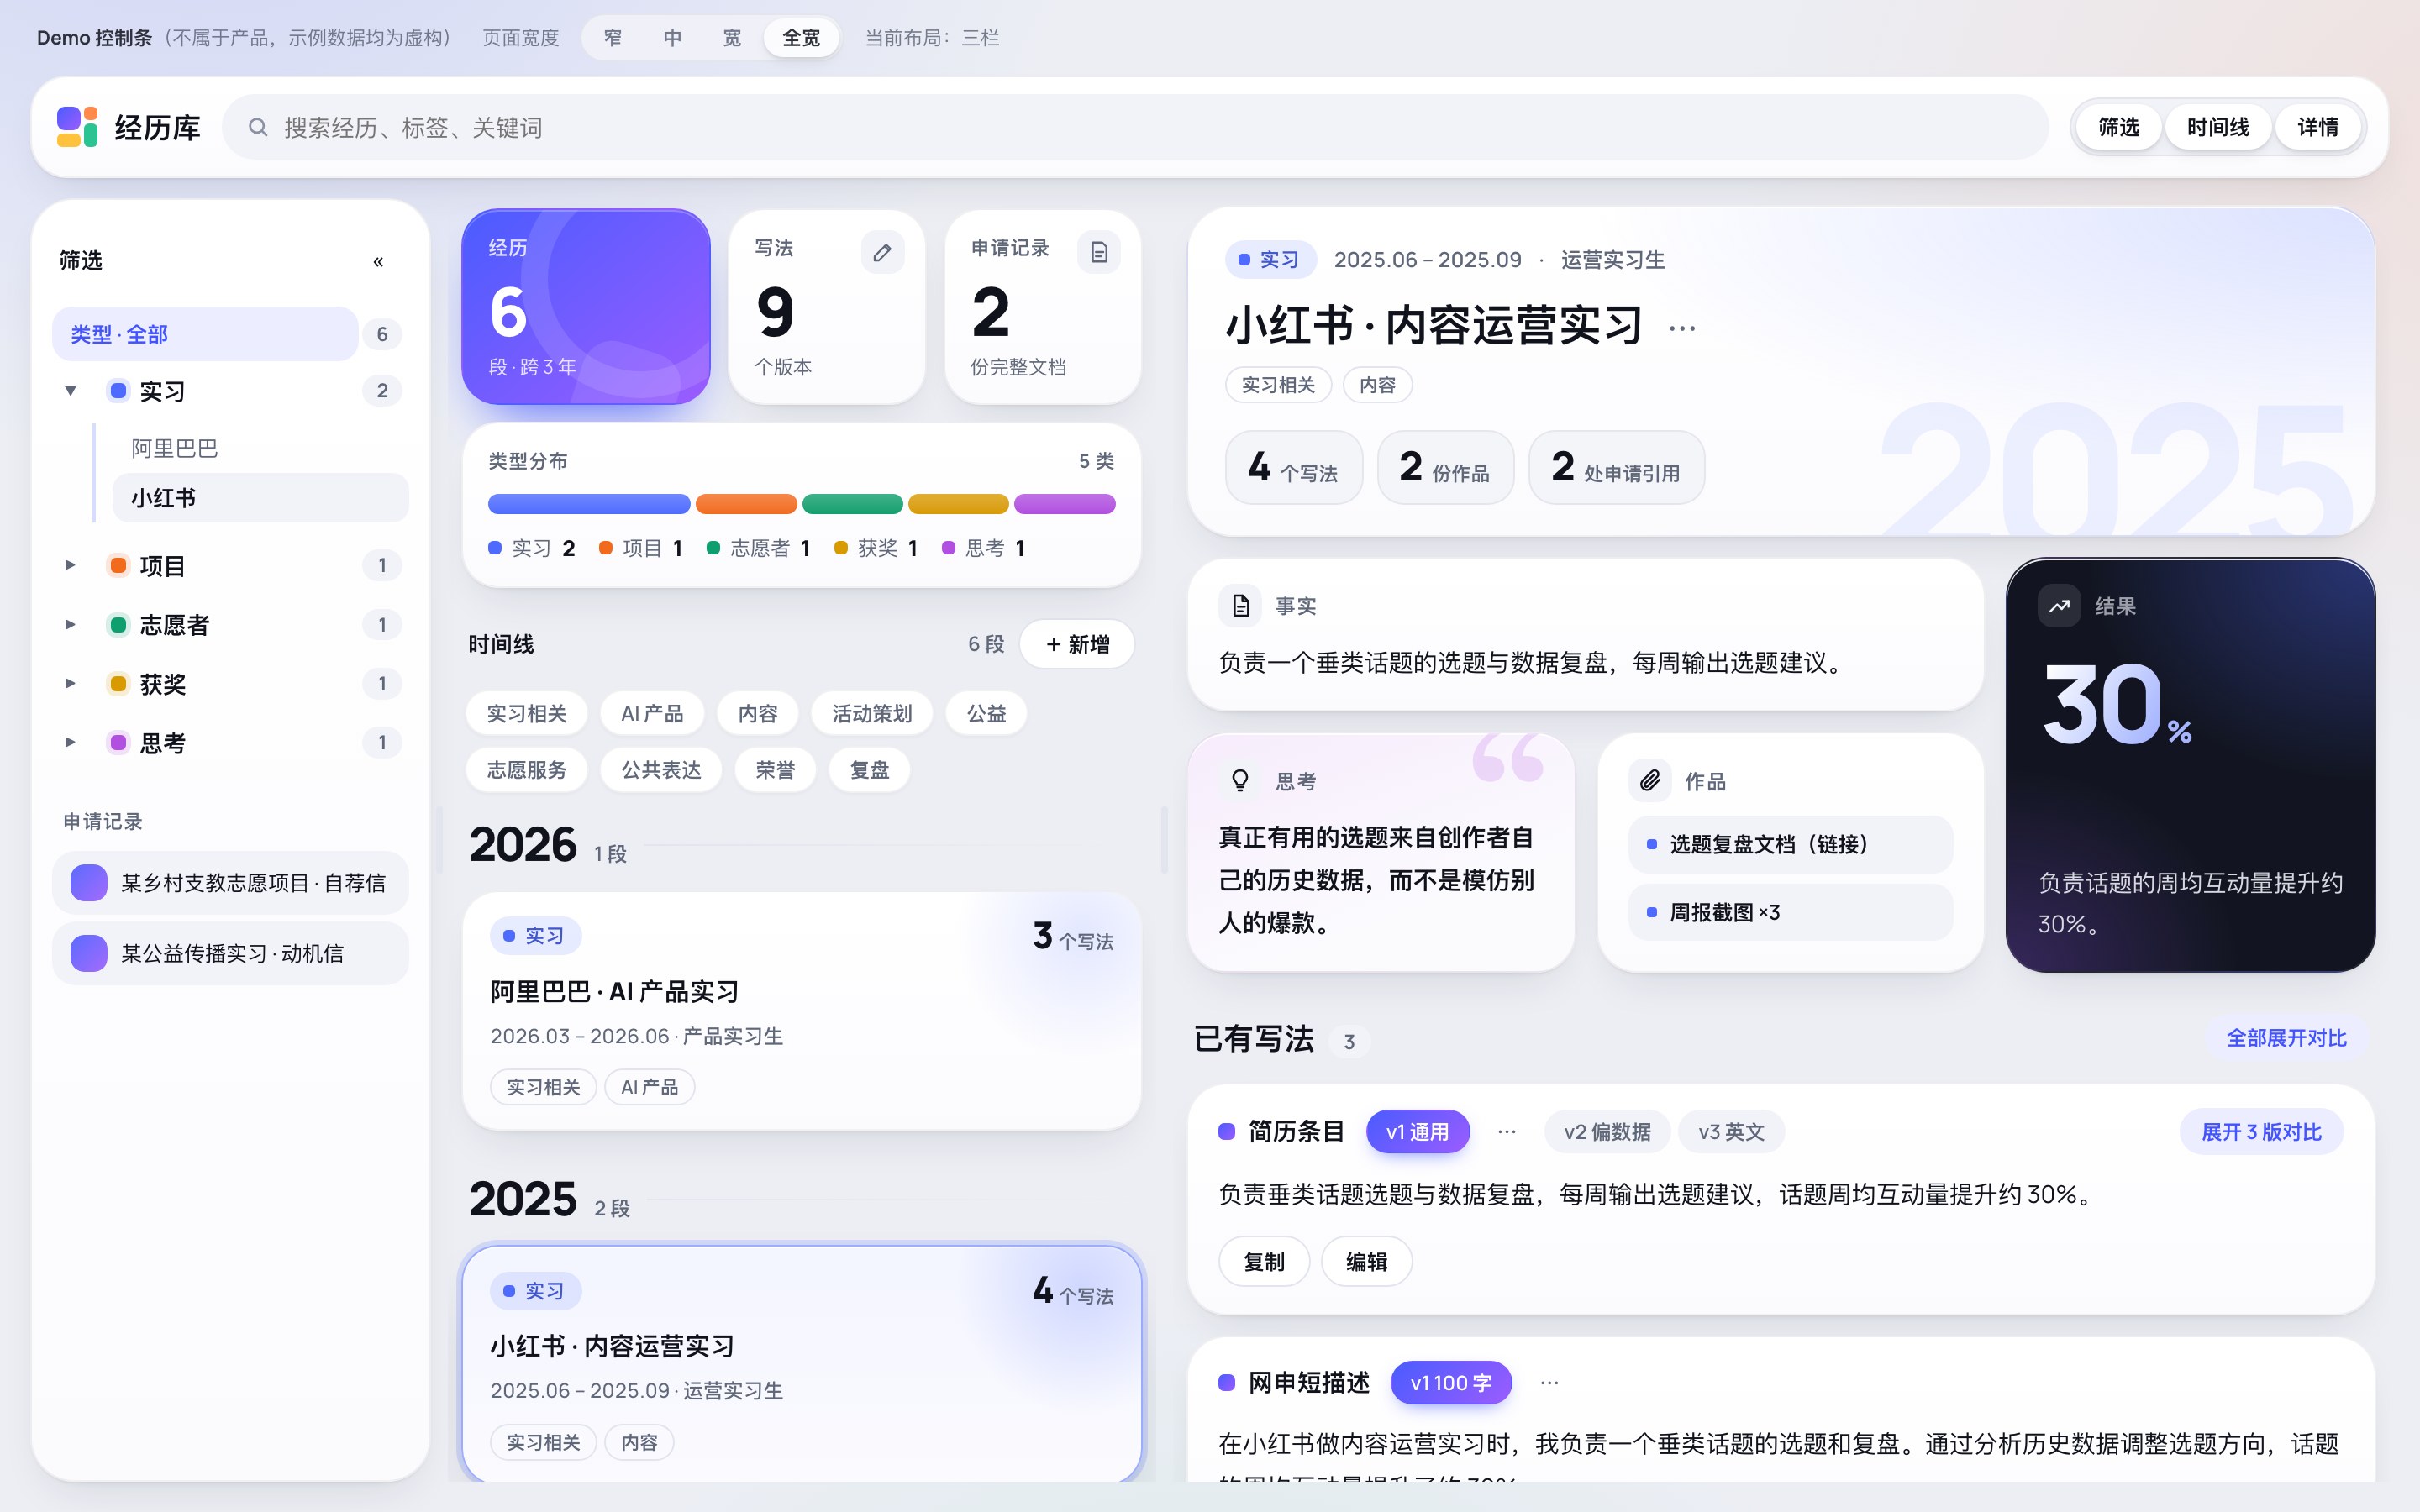 Demo 控制条（不属于产品，示例数据均为虚构） 页面宽度 窄 中 宽 全宽 当前布局：三栏
经历库 搜索经历、标签、关键词 筛选 时间线 详情
筛选 «
类型 · 全部 6
实习 2
阿里巴巴
小红书
项目 1
志愿者 1
获奖 1
思考 1
申请记录
某乡村支教志愿项目 · 自荐信
某公益传播实习 · 动机信
经历
6
段 · 跨 3 年
写法
9
个版本
申请记录
2
份完整文档
类型分布 5 类
实习 2 项目 1 志愿者 1 获奖 1 思考 1
时间线 6 段 + 新增
实习相关 AI 产品 内容 活动策划 公益
志愿服务 公共表达 荣誉 复盘
2026 1 段
实习 3 个写法
阿里巴巴 · AI 产品实习
2026.03 – 2026.06 · 产品实习生
实习相关 AI 产品
2025 2 段
实习 4 个写法
小红书 · 内容运营实习
2025.06 – 2025.09 · 运营实习生
实习相关 内容
实习 2025.06 – 2025.09 · 运营实习生
小红书 · 内容运营实习 ···
实习相关 内容
4 个写法 2 份作品 2 处申请引用
2025
事实
负责一个垂类话题的选题与数据复盘，每周输出选题建议。
思考 “
真正有用的选题来自创作者自
己的历史数据，而不是模仿别
人的爆款。
作品
选题复盘文档（链接）
周报截图 ×3
结果
30%
负责话题的周均互动量提升约
30%。
已有写法 3 全部展开对比
简历条目 v1 通用 ··· v2 偏数据 v3 英文 展开 3 版对比
负责垂类话题选题与数据复盘，每周输出选题建议，话题周均互动量提升约 30%。
复制 编辑
网申短描述 v1 100 字 ···
在小红书做内容运营实习时，我负责一个垂类话题的选题和复盘。通过分析历史数据调整选题方向，话题
的周均互动量提升了约 30%